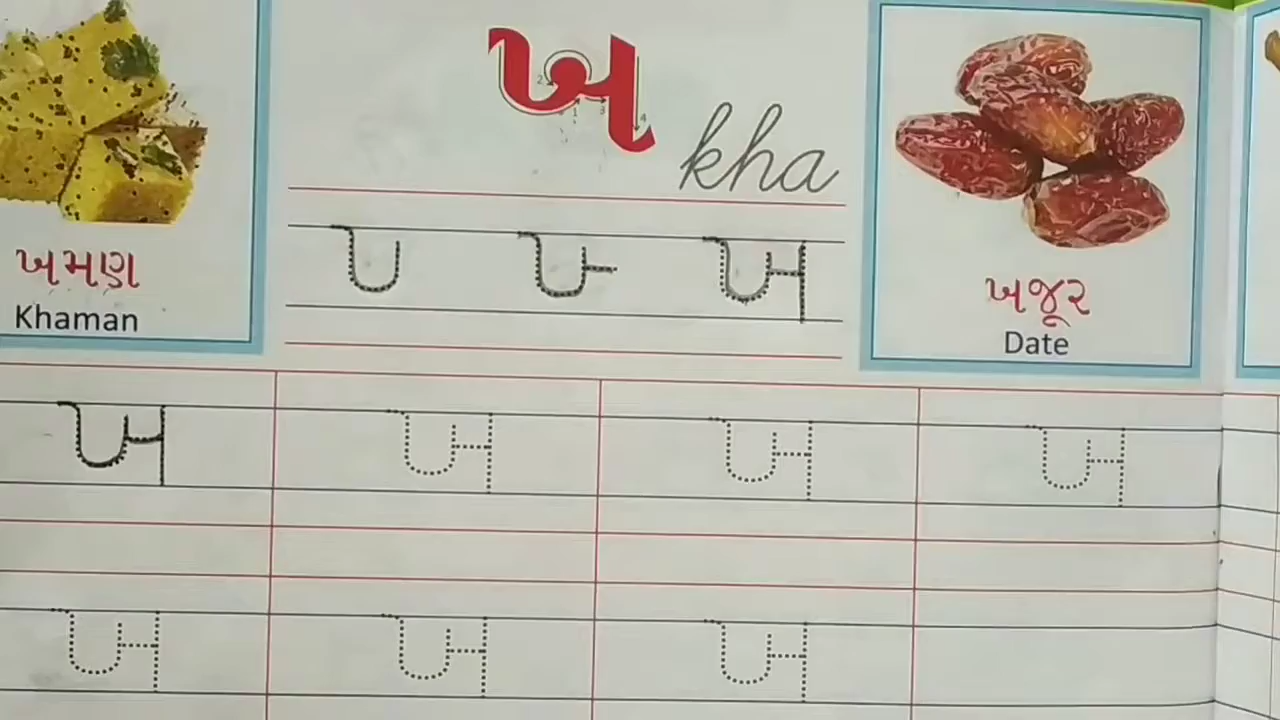 ખ
kha
ખમણ
Khaman
ખજૂર
Date
ખ
ખ ખ ખ ખ
ખ ખ ખ